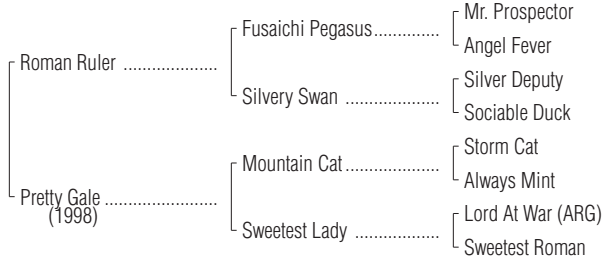 Mr. Prospector
Fusaichi Pegasus..............
Angel Fever
Roman Ruler ....................
Silver Deputy
Silvery Swan ....................
Sociable Duck
Storm Cat
Mountain Cat....................
Always Mint
Pretty Gale ........................
(1998)
Lord At War (ARG)
Sweetest Lady ..................
Sweetest Roman